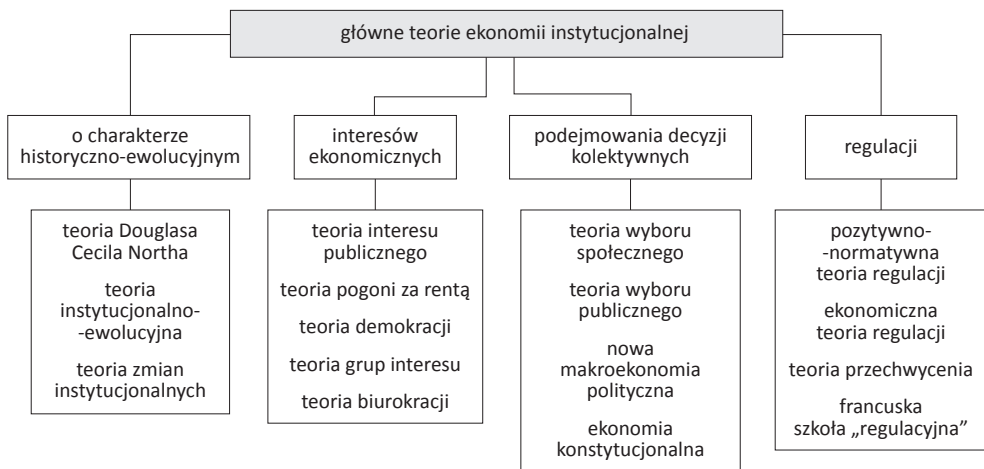 główne teorie ekonomii instytucjonalnej
o charakterze
historyczno-ewolucyjnym
interesów
ekonomicznych
podejmowania decyzji
kolektywnych
regulacji
teoria Douglasa
Cecila Northa
teoria
instytucjonalno-
-ewolucyjna
teoria zmian
instytucjonalnych
teoria interesu
publicznego
teoria pogoni za rentą
teoria demokracji
teoria grup interesu
teoria biurokracji
teoria wyboru
społecznego
teoria wyboru
publicznego
nowa
makroekonomia
polityczna
ekonomia
konstytucjonalna
pozytywno-
-normatywna
teoria regulacji
ekonomiczna
teoria regulacji
teoria przechwycenia
francuska
szkoła „regulacyjna”